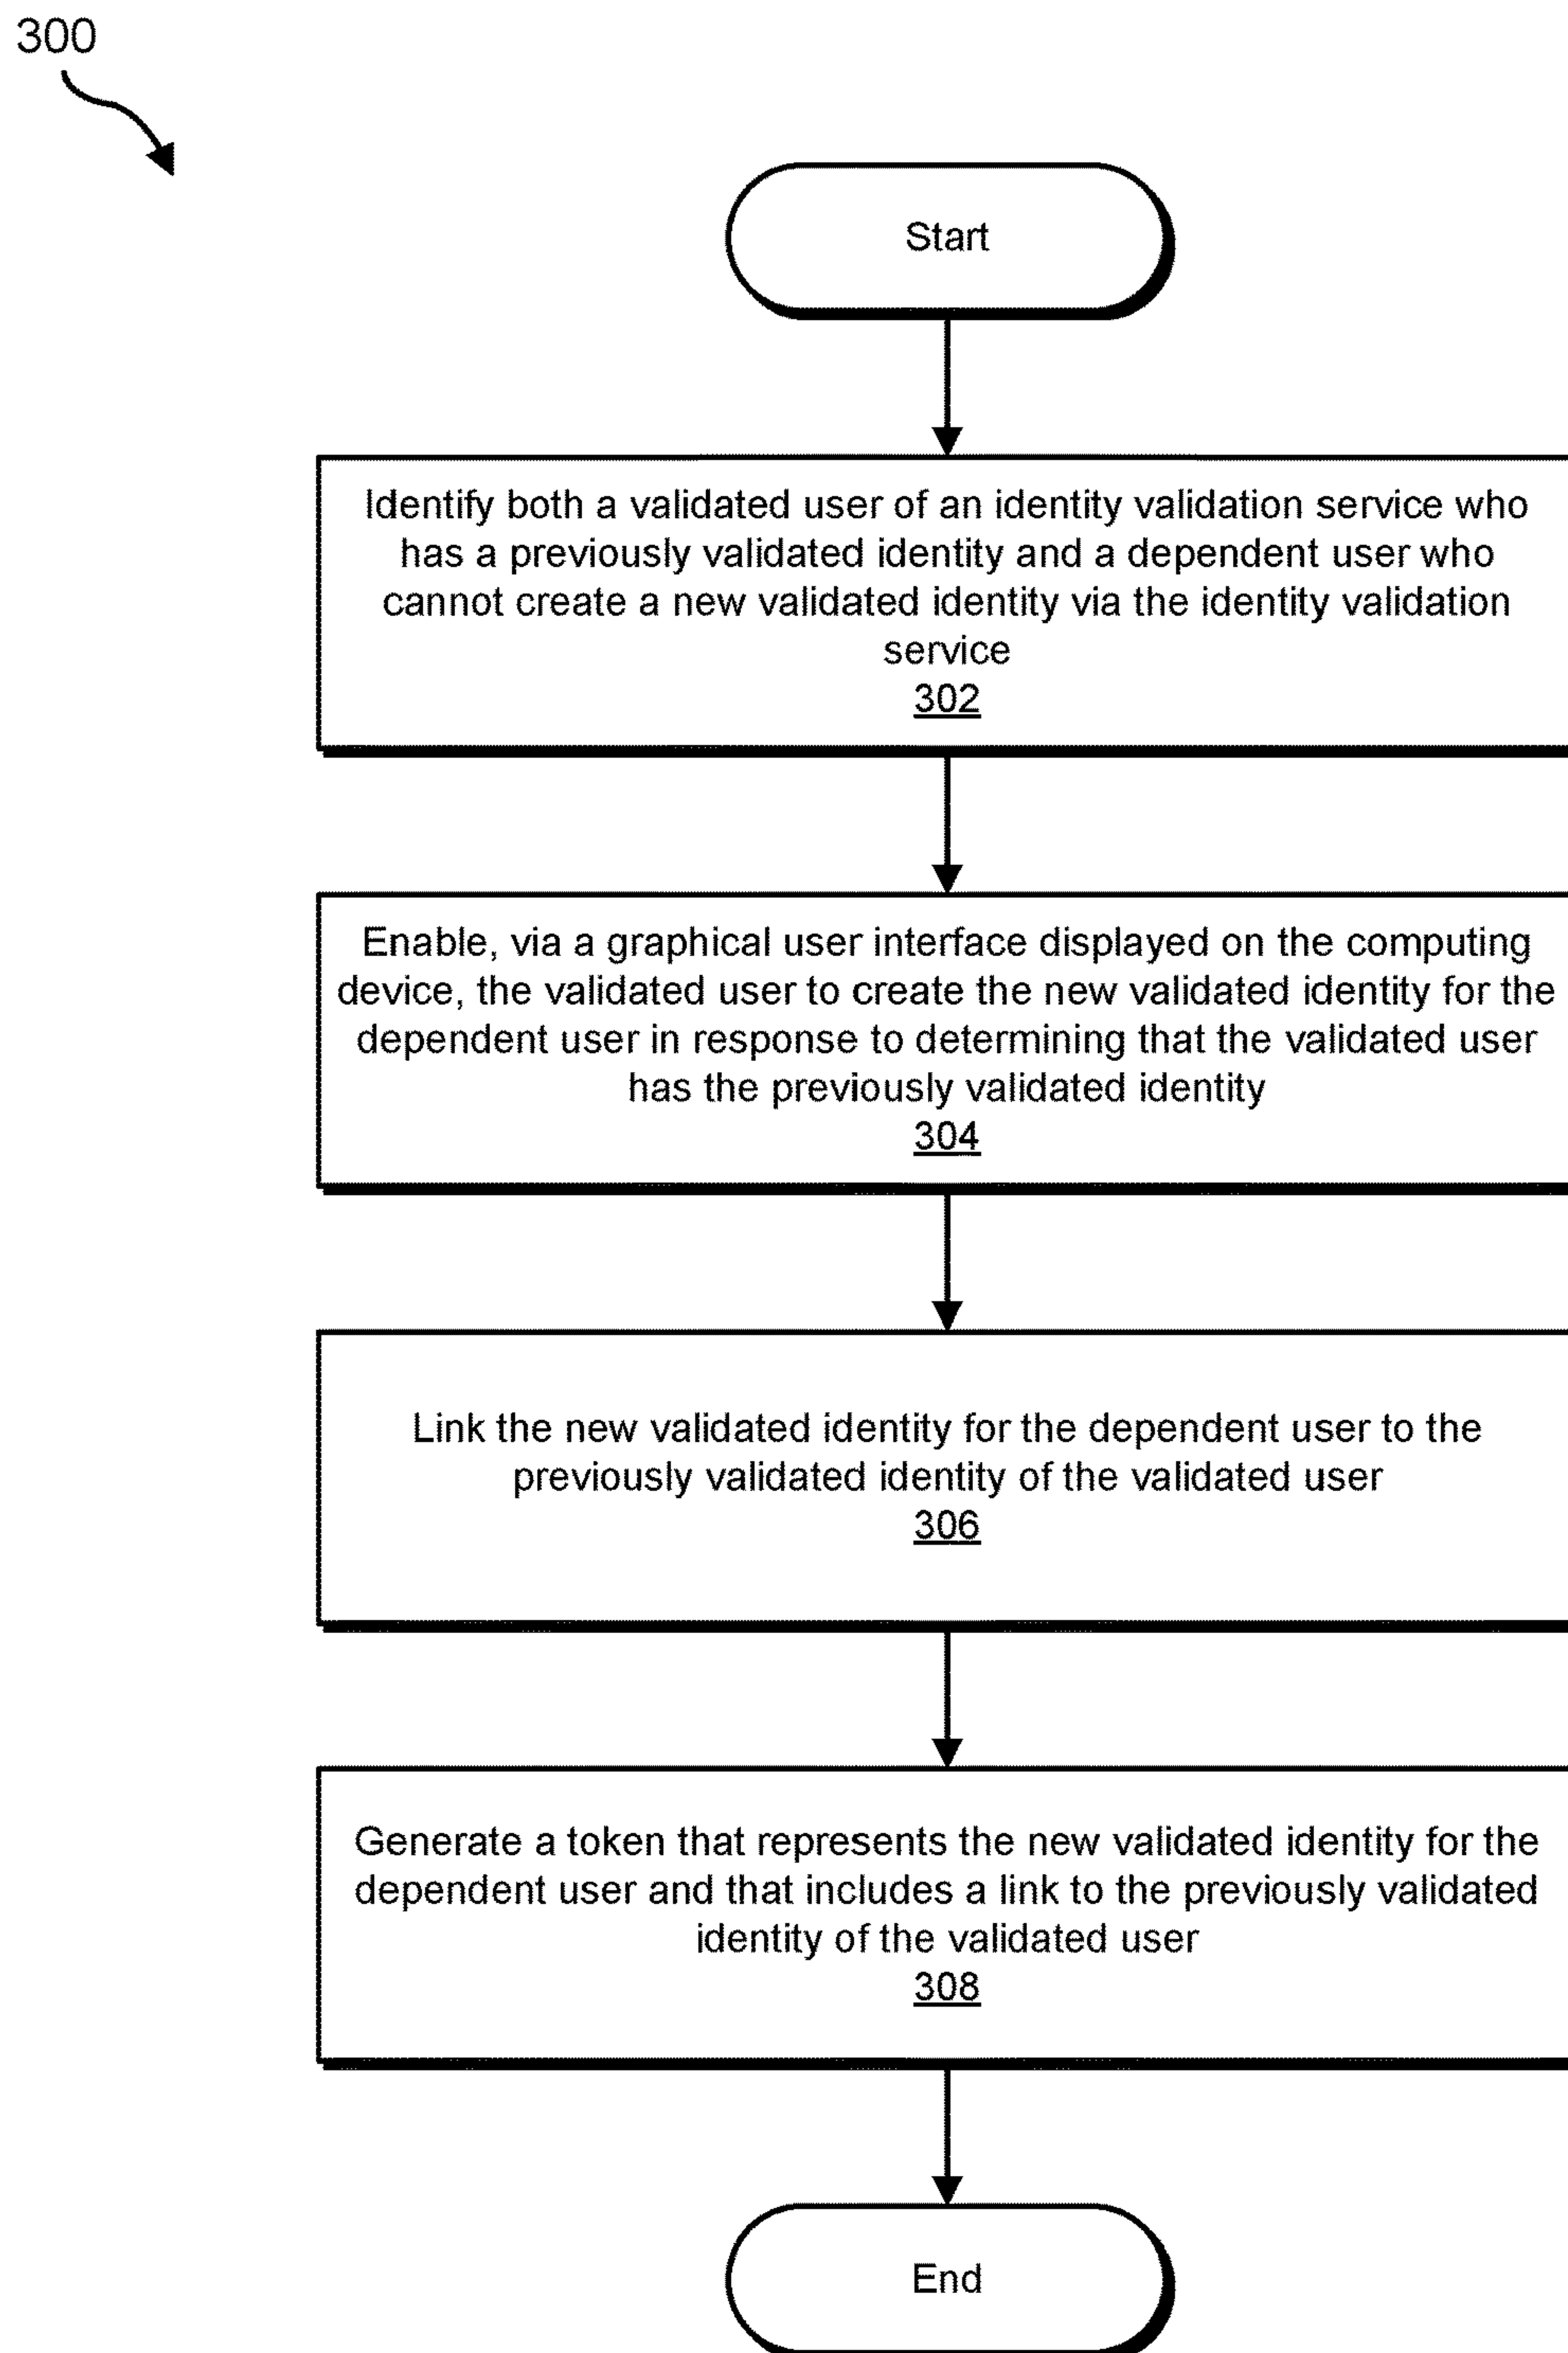 300
Start
Identify both a validated user of an identity validation service who
has a previously validated identity and a dependent user who
cannot create a new validated identity via the identity validation
service
302
Enable, via a graphical user interface displayed on the computing
device, the validated user to create the new validated identity for the
dependent user in response to determining that the validated user
has the previously validated identity
304
Link the new validated identity for the dependent user to the
previously validated identity of the validated user
306
Generate a token that represents the new validated identity for the
dependent user and that includes a link to the previously validated
identity of the validated user
308
End